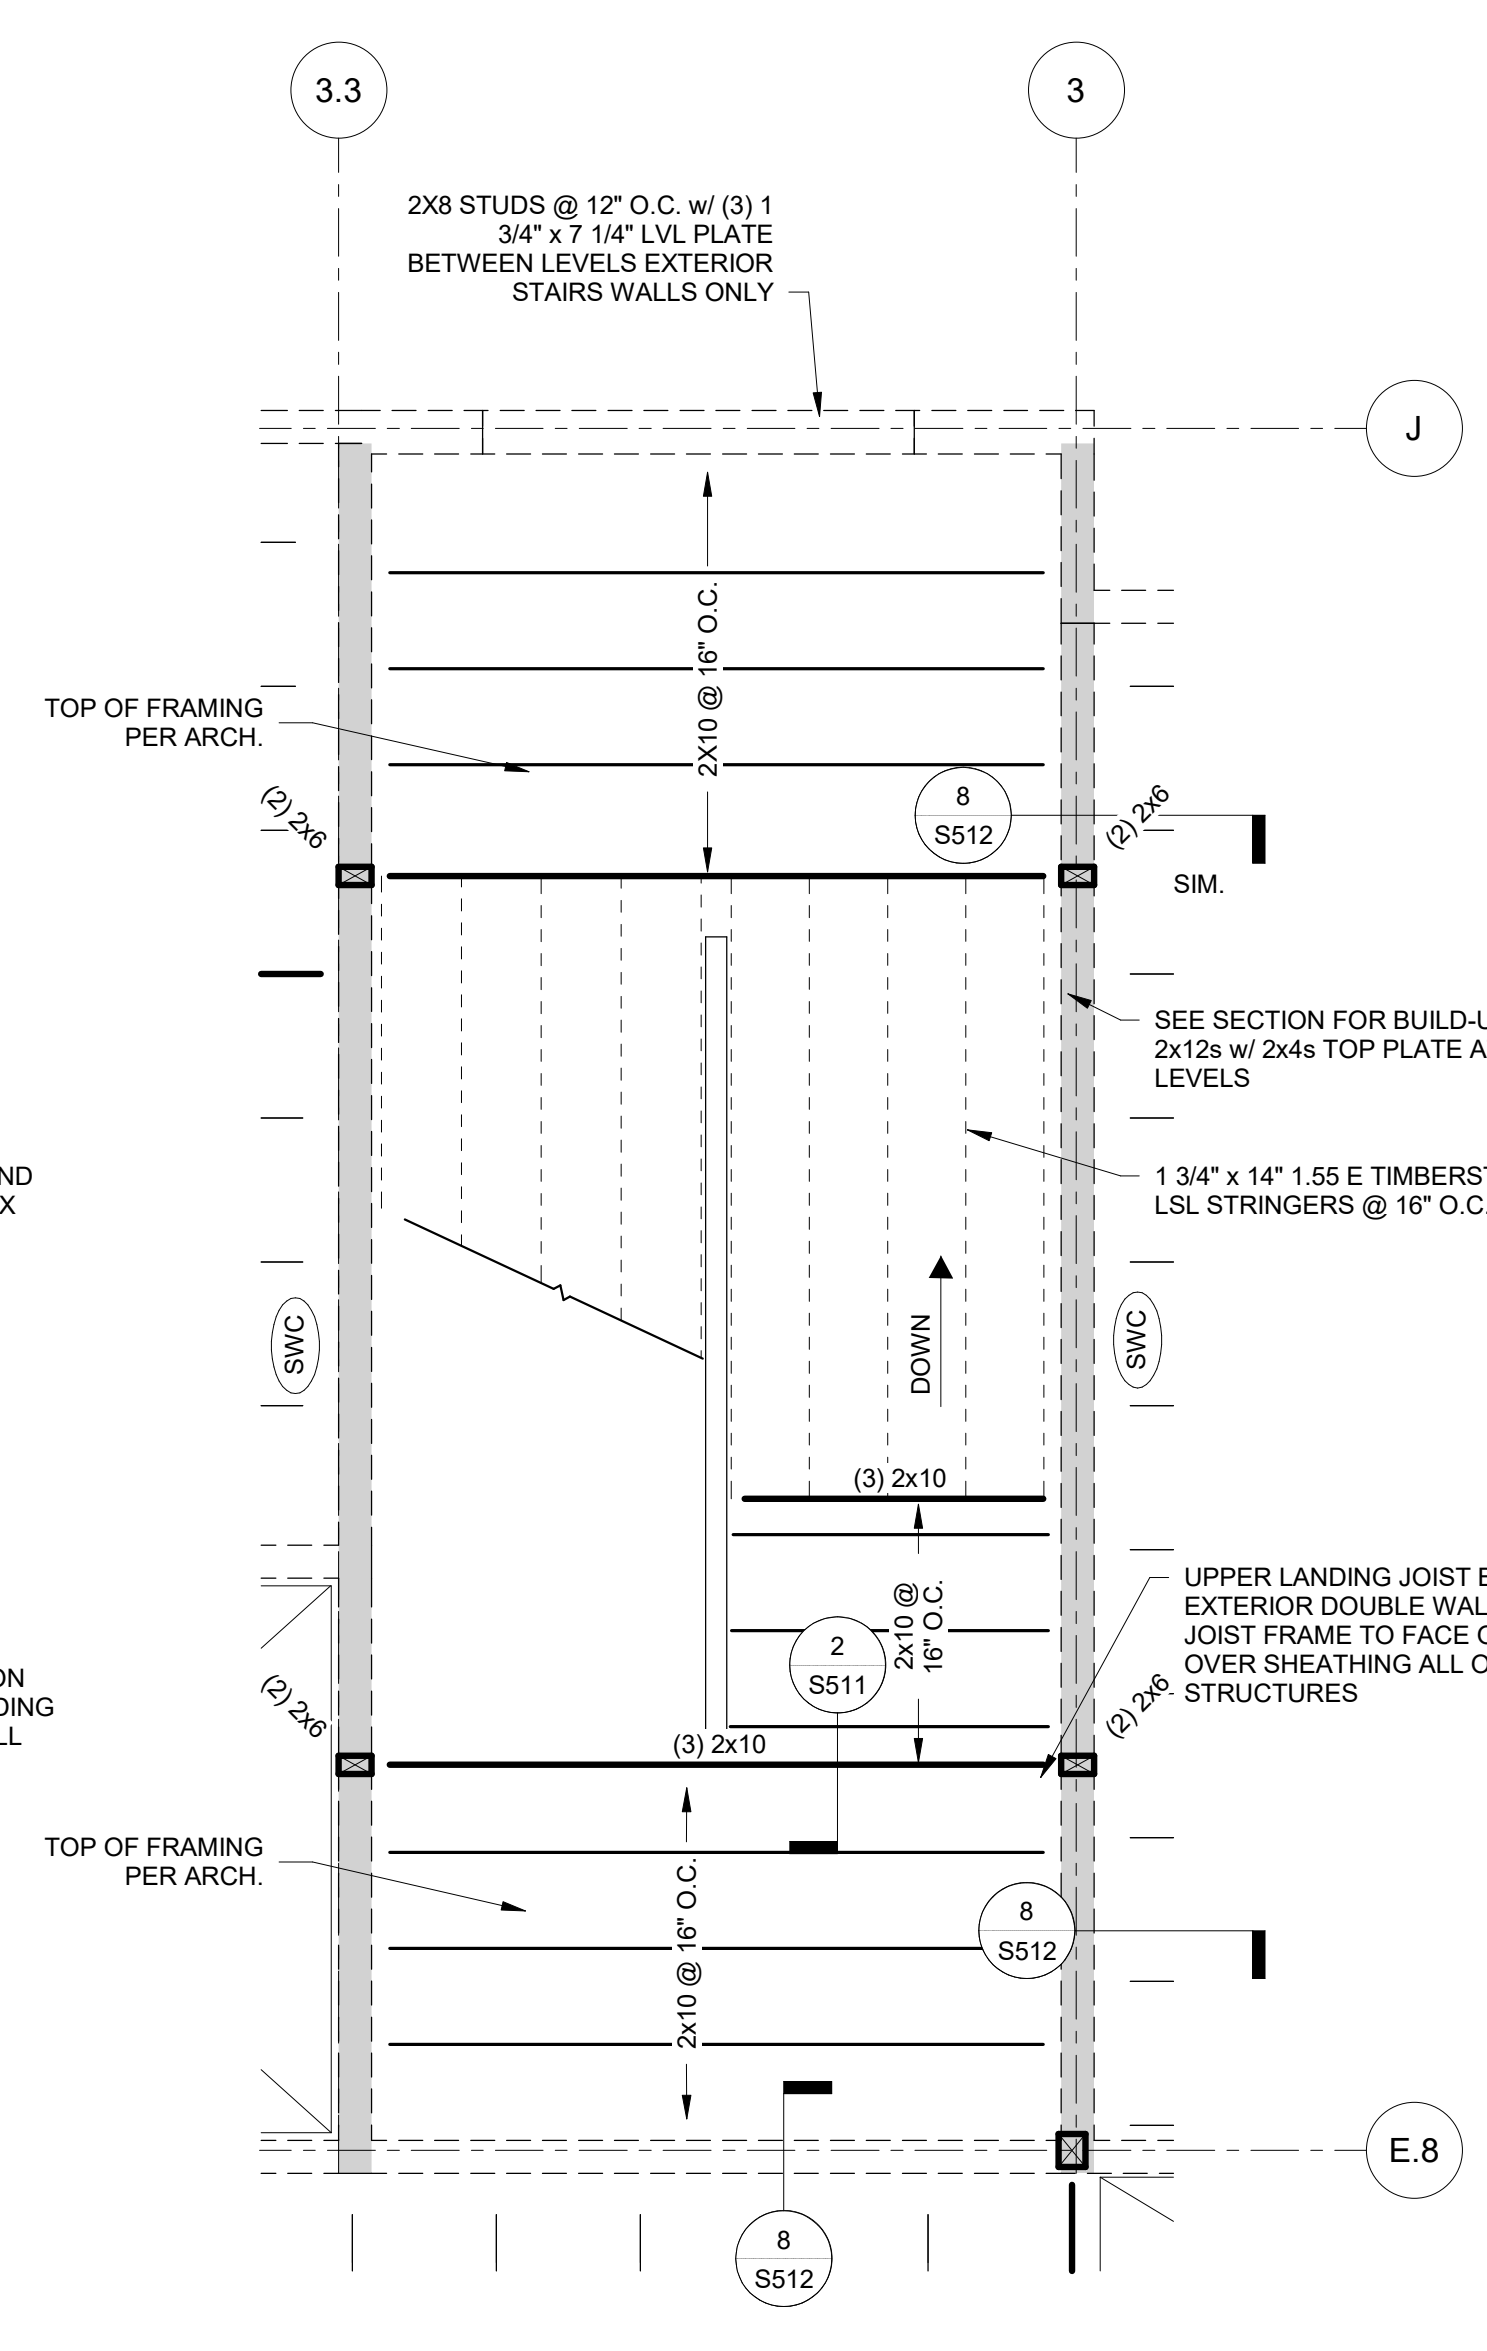 3.3
3
2X8 STUDS @ 12" O.C. w/ (3) 1
3/4" x 7 1/4" LVL PLATE
BETWEEN LEVELS EXTERIOR
STAIRS WALLS ONLY
J
2X10 @ 16" O.C.
TOP OF FRAMING
PER ARCH.
(2) 2x6
8
S512
(2) 2x6
SIM.
SEE SECTION FOR BUILD-U
2x12s w/ 2x4s TOP PLATE A
LEVELS
ND
X
1 3/4" x 14" 1.55 E TIMBERST
LSL STRINGERS @ 16" O.C.
SWC
DOWN
SWC
(3) 2x10
2x10 @
16" O.C.
UPPER LANDING JOIST
EXTERIOR DOUBLE WAL
JOIST FRAME TO FACE O
OVER SHEATHING ALL O
STRUCTURES
2
S511
ON
DING
LL
(2) 2x6
(2) 2x6
(3) 2x10
TOP OF FRAMING
PER ARCH.
2x10 @ 16" O.C.
8
S512
E.8
8
S512